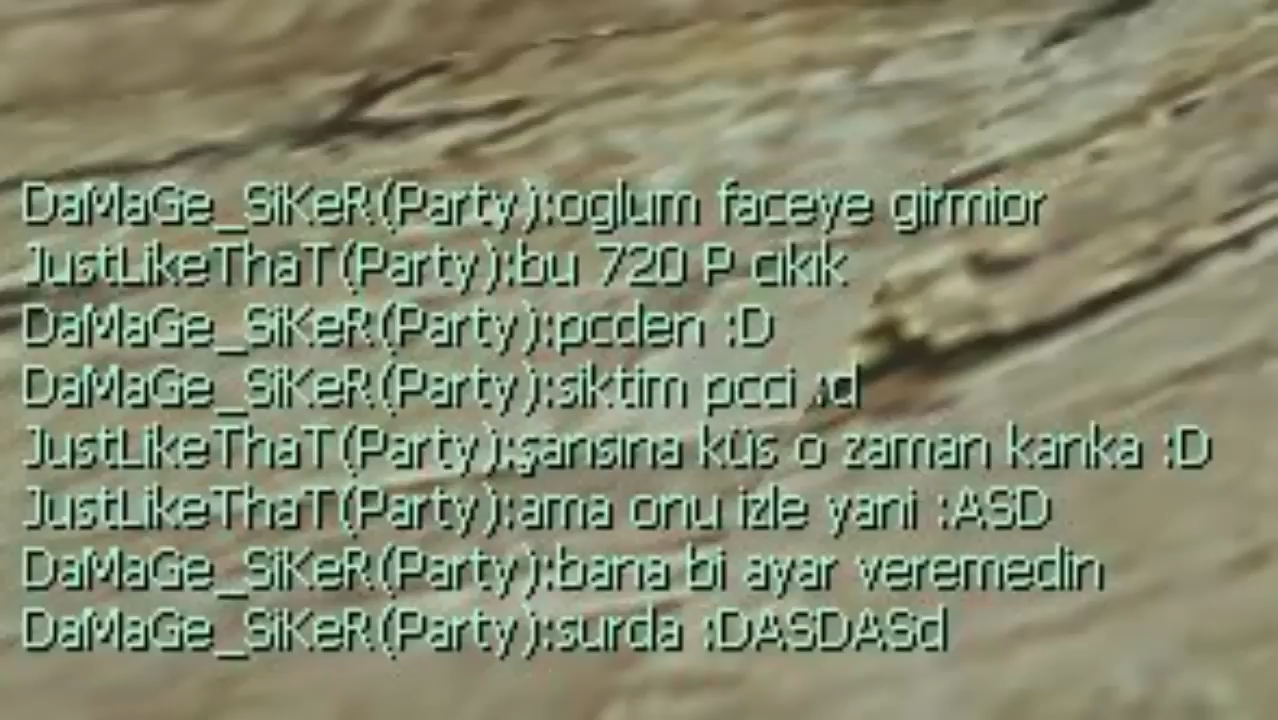 DaMaGe_SiKeR(Party):oglum faceye girmior
JustLikeThaT(Party):bu 720 P cıkık
DaMaGe_SiKeR(Party):pccden :D
DaMaGe_SiKeR(Party):siktim pcci :d
JustLikeThaT(Party):şansına küs o zaman kanka :D
JustLikeThaT(Party):ama onu izle yani :ASD
DaMaGe_SiKeR(Party):bana bi ayar veremedin
DaMaGe_SiKeR(Party):surda :DASDASd